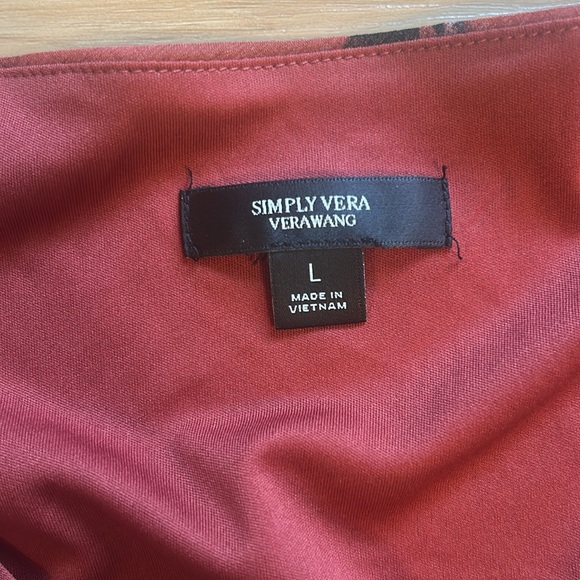 SIMPLY VERA
VERAWANG
L
MADE IN
VIETNAM